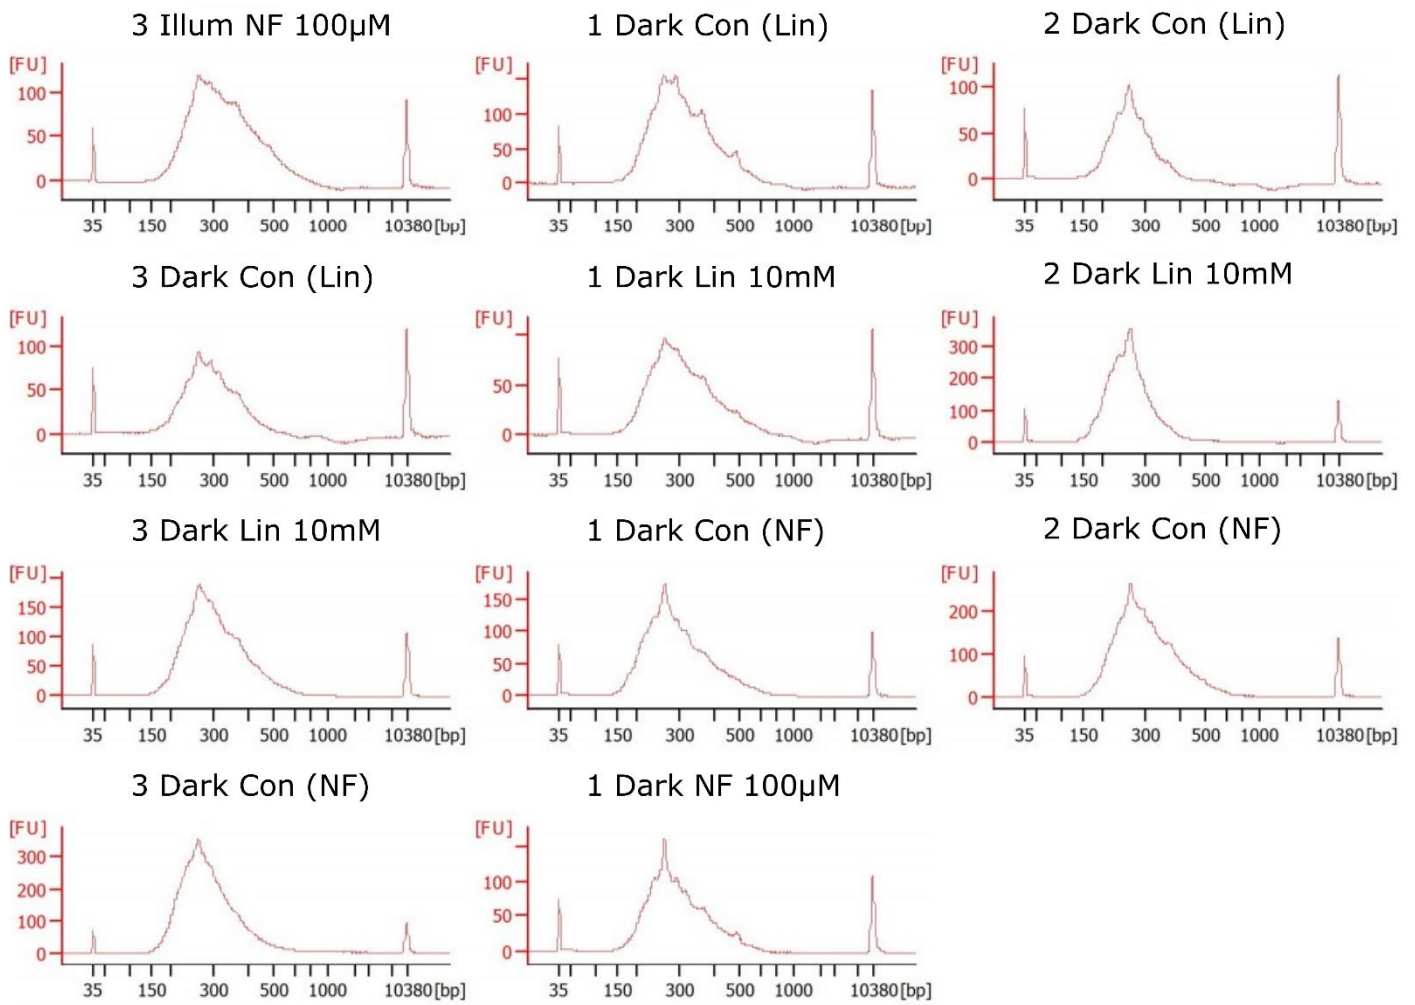 3 Illum NF 100µM
1 Dark Con (Lin)
2 Dark Con (Lin)
[FU]
100
50
0
35 150 300 500 1000 10380[bp]
[FU]
100
50
0
35 150 300 500 1000 10380[bp]
[FU]
100
50
0
35 150 300 500 1000 10380[bp]
3 Dark Con (Lin)
1 Dark Lin 10mM
2 Dark Lin 10mM
[FU]
100
50
0
35 150 300 500 1000 10380[bp]
[FU]
50
0
35 150 300 500 1000 10380[bp]
[FU]
300
200
100
0
35 150 300 500 1000 10380[bp]
3 Dark Lin 10mM
1 Dark Con (NF)
2 Dark Con (NF)
[FU]
150
100
50
0
35 150 300 500 1000 10380[bp]
[FU]
150
100
50
0
35 150 300 500 1000 10380[bp]
[FU]
200
100
0
35 150 300 500 1000 10380[bp]
3 Dark Con (NF)
1 Dark NF 100µM
[FU]
300
200
100
0
35 150 300 500 1000 10380[bp]
[FU]
100
50
0
35 150 300 500 1000 10380[bp]